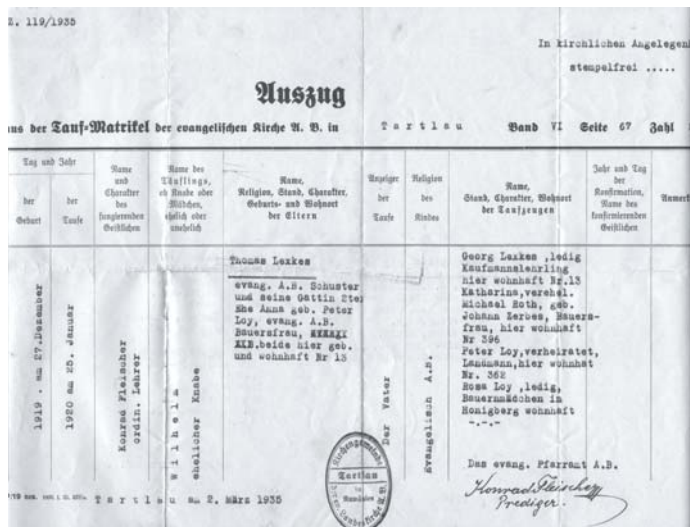 Z. 119/1935
In kirchlichen Angelegen
stempelfrei .....
Auszug
aus der Tauf-Matrikel der evangelischen Kirche A. B. in Tartlau Band VI Seite 67 Zahl
Tag und Jahr
der Geburt
der Taufe
Name
und
Charakter
des
fungierenden
Geistlichen
Name des
Täuflings,
ob Knabe oder
Mädchen,
ehelich oder
unehelich
Name,
Religion, Stand, Charakter,
Geburts- und Wohnort
der Eltern
Anzeiger
der
Taufe
Religion
des
Kindes
Name,
Stand, Charakter, Wohnort
der Taufzeugen
Jahr und Tag
der
Konfirmation,
Name des
konfirmierenden
Geistlichen
Anmerk
1919 . am 27.Dezember
1920 am 25. Januar
Konrad Fleischer
ordin. Lehrer
Wilhelm
ehelicher Knabe
Thomas Lexkes
evang. A.B. Schuster
und seine Gattin 2te
Ehe Anna geb. Peter
Loy, evang. A.B.
Bauersfrau,
beide hier geb.
und wohnhaft Nr 13
Der Vater
Evangelisch A.B.
Georg Lexkes ,ledig
Kaufmannslehrling
hier wohnhaft Nr.13
Katharina,verehel.
Michael Roth, geb.
Johann Zerbes, Bauers-
frau, hier wohnhaft
Nr 396
Peter Loy,verheiratet,
Landmann,hier wohnhat
Nr. 362
Rosa Loy ,ledig,
Bauernmädchen in
Honigberg wohnhaft
-.-.-
Das evang. Pfarramt A.B.
Konrad Fleischer
Prediger.
Kirchengemeinde
Tartlau
in
Rumänien
Tartlau am 2. März 1935